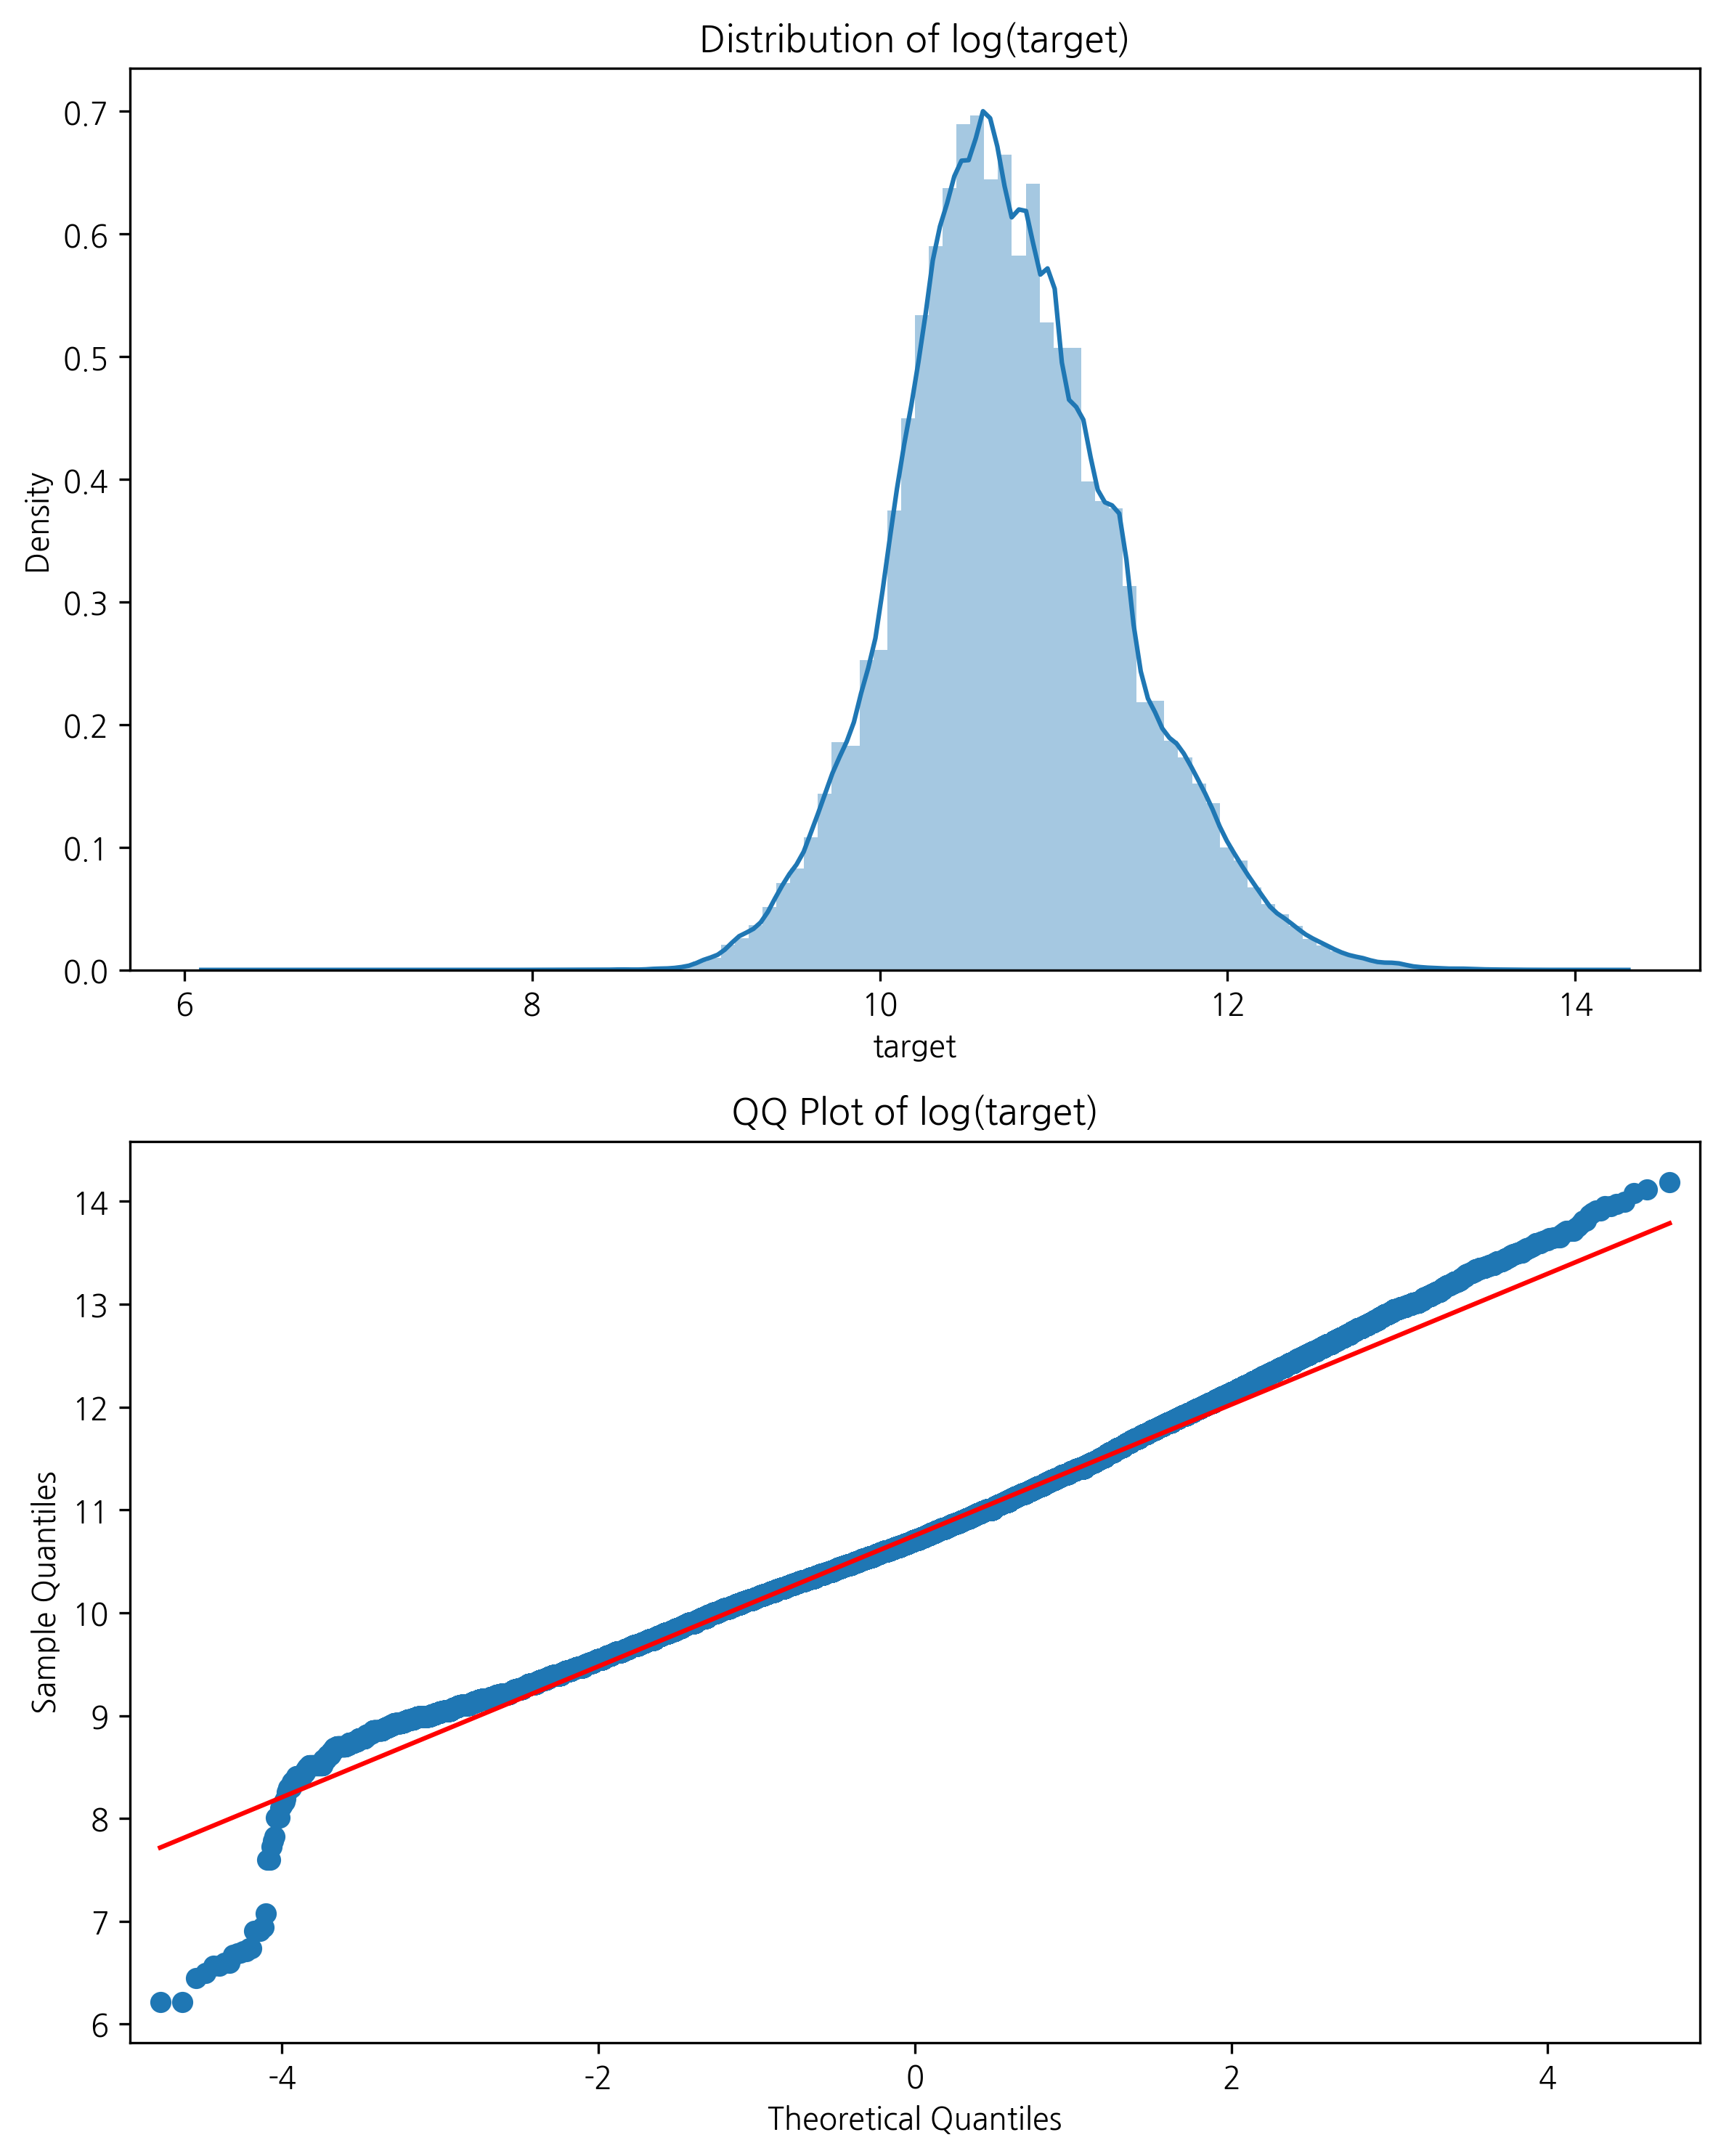 Distribution of log(target)
0.7
0.6
0.5
0.4
0.3
0.2
0.1
0.0
Density
6 8 10 12 14
target
QQ Plot of log(target)
14
13
12
11
10
9
8
7
6
Sample Quantiles
-4 -2 0 2 4
Theoretical Quantiles